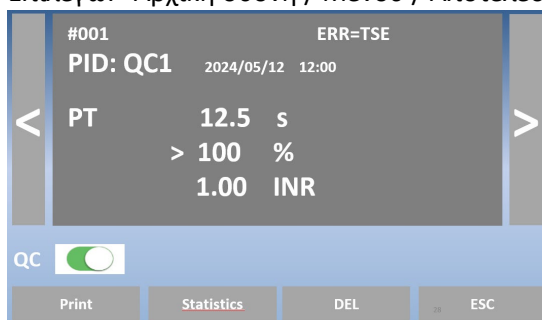 #001 ERR=TSE
PID: QC1 2024/05/12 12:00
< PT 12.5 s >
> 100 %
1.00 INR
QC
Print Statistics DEL ESC